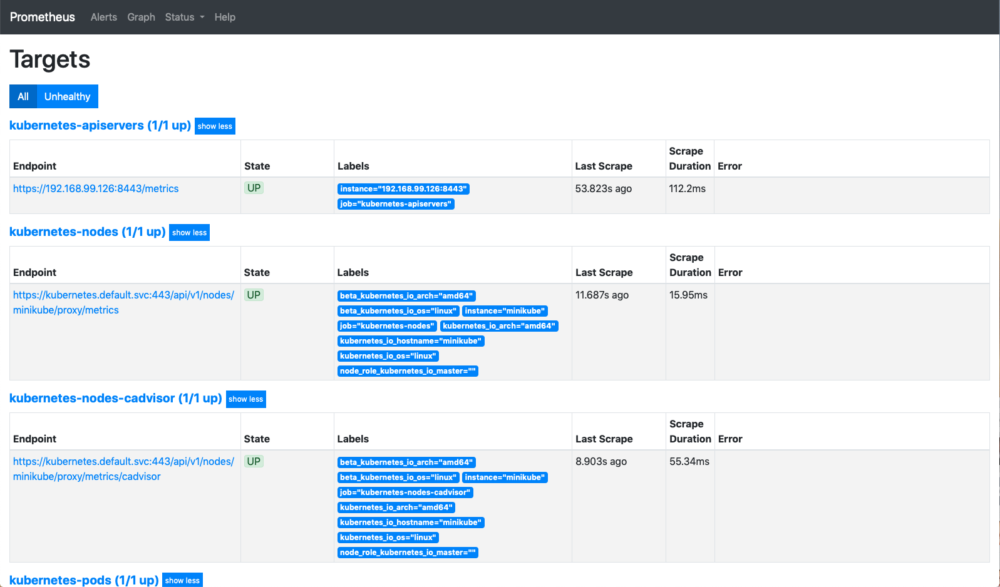 Prometheus Alerts Graph Status Help
Targets
All Unhealthy
kubernetes-apiservers (1/1 up) show less
Endpoint State Labels Last Scrape Scrape Duration Error
https://192.168.99.126:8443/metrics UP instance="192.168.99.126:8443" 53.823s ago 112.2ms
job="kubernetes-apiservers"
kubernetes-nodes (1/1 up) show less
Endpoint State Labels Last Scrape Scrape Duration Error
https://kubernetes.default.svc:443/api/v1/nodes/ UP beta_kubernetes_io_arch="amd64" 11.687s ago 15.95ms
minikube/proxy/metrics beta_kubernetes_io_os="linux" instance="minikube"
job="kubernetes-nodes" kubernetes_io_arch="amd64"
kubernetes_io_hostname="minikube"
kubernetes_io_os="linux"
node_role_kubernetes_io_master=""
kubernetes-nodes-cadvisor (1/1 up) show less
Endpoint State Labels Last Scrape Scrape Duration Error
https://kubernetes.default.svc:443/api/v1/nodes/ UP beta_kubernetes_io_arch="amd64" 8.903s ago 55.34ms
minikube/proxy/metrics/cadvisor beta_kubernetes_io_os="linux" instance="minikube"
job="kubernetes-nodes-cadvisor"
kubernetes_io_arch="amd64"
kubernetes_io_hostname="minikube"
kubernetes_io_os="linux"
node_role_kubernetes_io_master=""
kubernetes-pods (1/1 up) show less